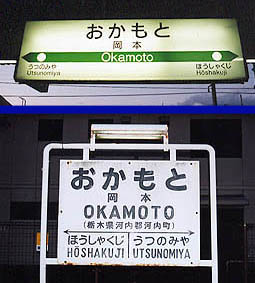 おかもと
岡本
Okamoto
うつのみや ほうしゃくじ
Utsunomiya Hōshakuji
おかもと
岡本
OKAMOTO
(栃木県河内郡河内町)
ほうしゃくじ うつのみや
HŌSHAKUJI UTSUNOMIYA